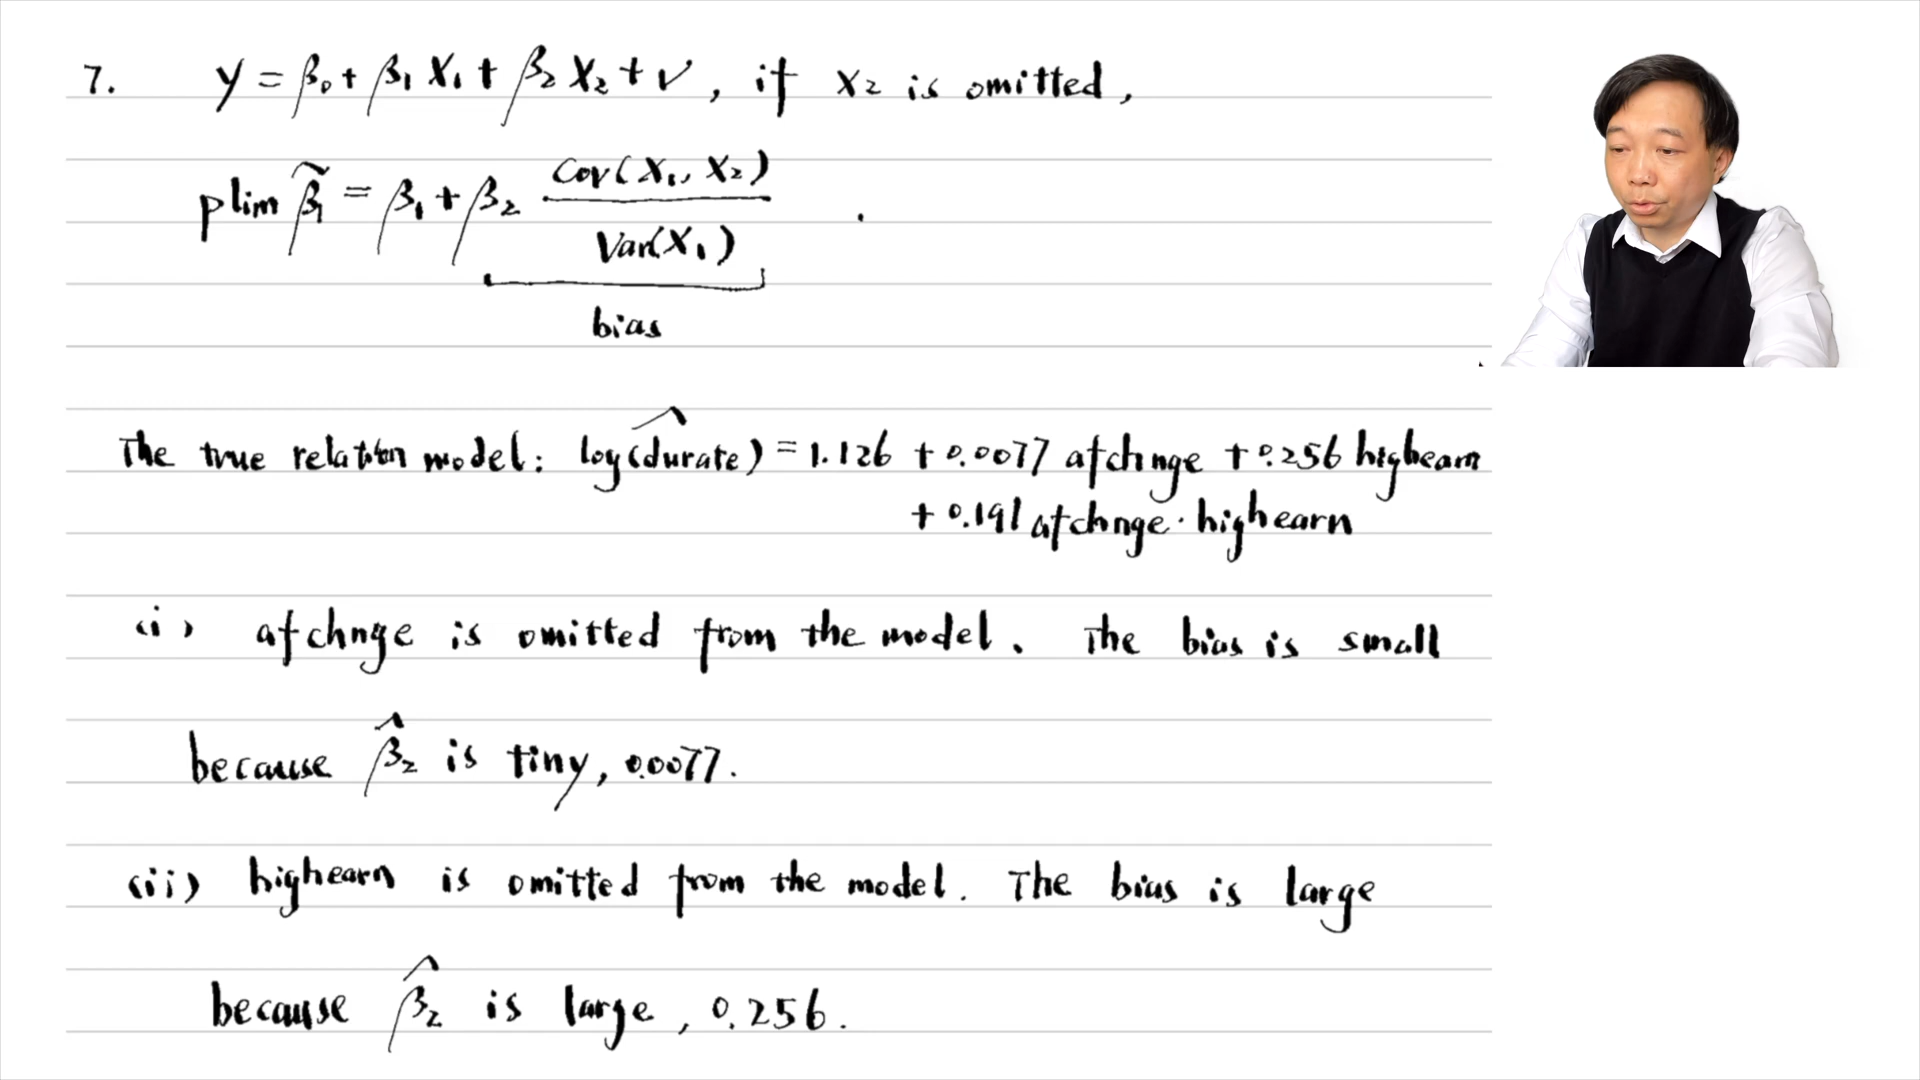 7. y = β₀ + β₁ X₁ + β₂ X₂ + v, if X₂ is omitted,
plim β̃₁ = β₁ + β₂ Cov(X₁, X₂) / Var(X₁).
bias
The true relation model: log(durate)^ = 1.126 + 0.0077 afchnge + 0.256 highearn
+ 0.191 afchnge · highearn
(i) afchnge is omitted from the model. The bias is small
because β̂₂ is tiny, 0.0077.
(ii) highearn is omitted from the model. The bias is large
because β̂₂ is large, 0.256.